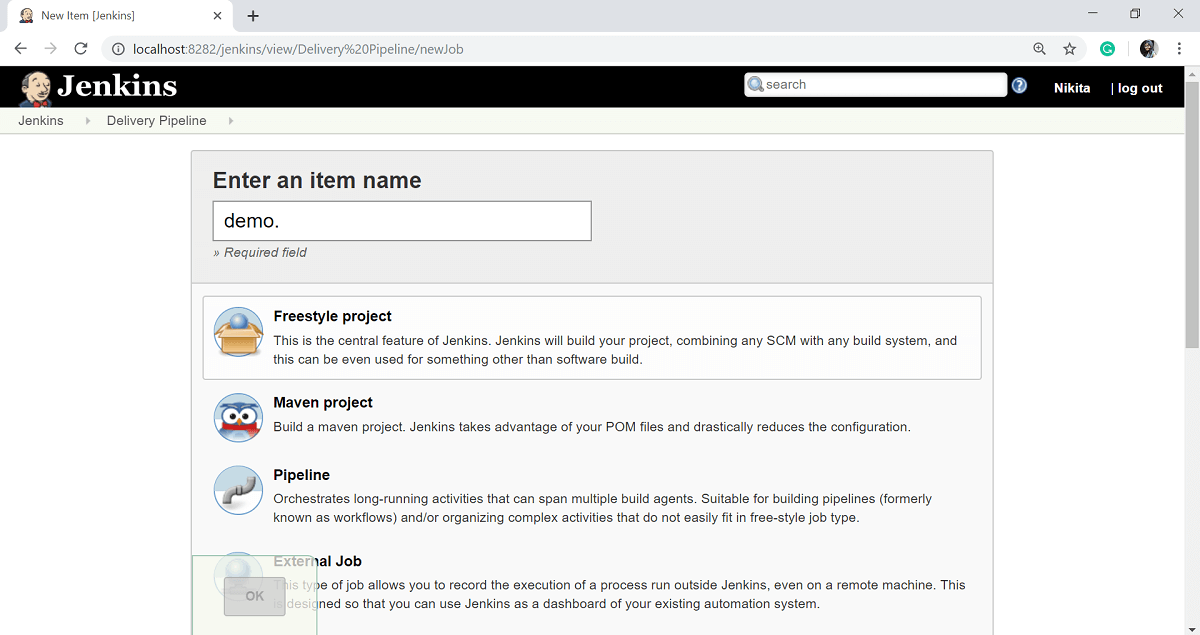 New Item [Jenkins]
localhost:8282/jenkins/view/Delivery%20Pipeline/newJob
Jenkins
search
Nikita
| log out
Jenkins
Delivery Pipeline
Enter an item name
demo.
» Required field
Freestyle project
This is the central feature of Jenkins. Jenkins will build your project, combining any SCM with any build system, and
this can be even used for something other than software build.
Maven project
Build a maven project. Jenkins takes advantage of your POM files and drastically reduces the configuration.
Pipeline
Orchestrates long-running activities that can span multiple build agents. Suitable for building pipelines (formerly
known as workflows) and/or organizing complex activities that do not easily fit in free-style job type.
External Job
This type of job allows you to record the execution of a process run outside Jenkins, even on a remote machine. This
is designed so that you can use Jenkins as a dashboard of your existing automation system.
OK